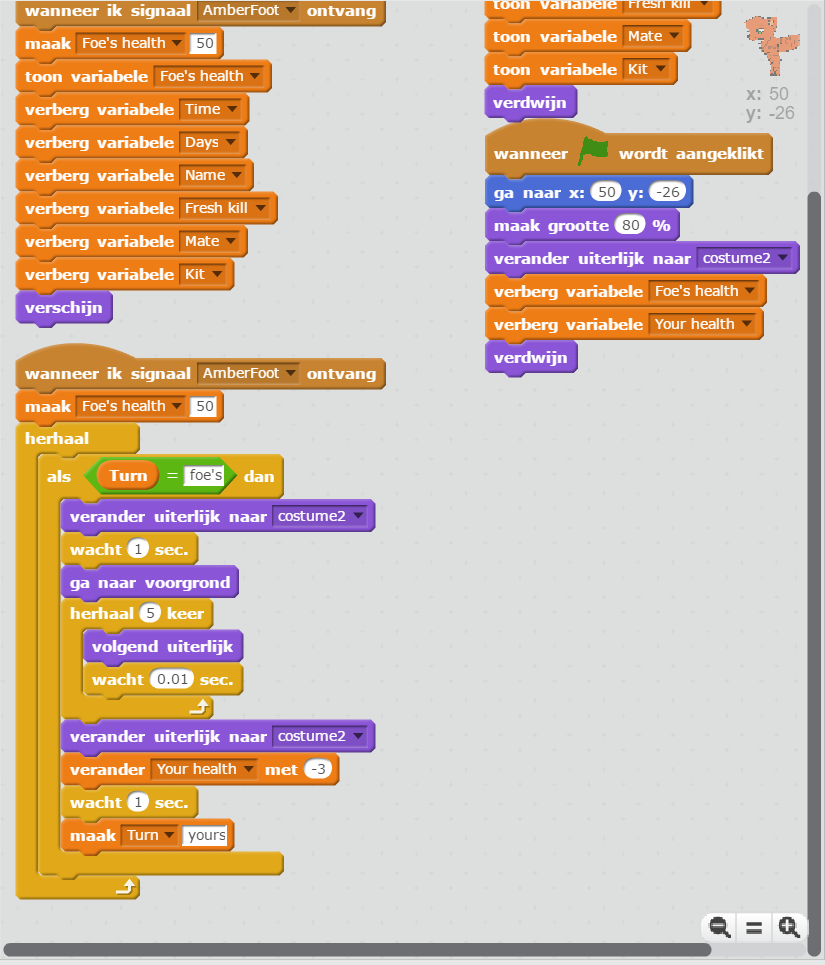 wanneer ik signaal AmberFoot ontvang
maak Foe's health 50
toon variabele Foe's health
verberg variabele Time
verberg variabele Days
verberg variabele Name
verberg variabele Fresh kill
verberg variabele Mate
verberg variabele Kit
verschijn
wanneer ik signaal AmberFoot ontvang
maak Foe's health 50
herhaal
als Turn = foe's dan
verander uiterlijk naar costume2
wacht 1 sec.
ga naar voorgrond
herhaal 5 keer
volgend uiterlijk
wacht 0.01 sec.
verander uiterlijk naar costume2
verander Your health met -3
wacht 1 sec.
maak Turn yours
toon variabele Fresh kill
toon variabele Mate
toon variabele Kit
verdwijn
wanneer wordt aangeklikt
ga naar x: 50 y: -26
maak grootte 80 %
verander uiterlijk naar costume2
verberg variabele Foe's health
verberg variabele Your health
verdwijn
x: 50
y: -26